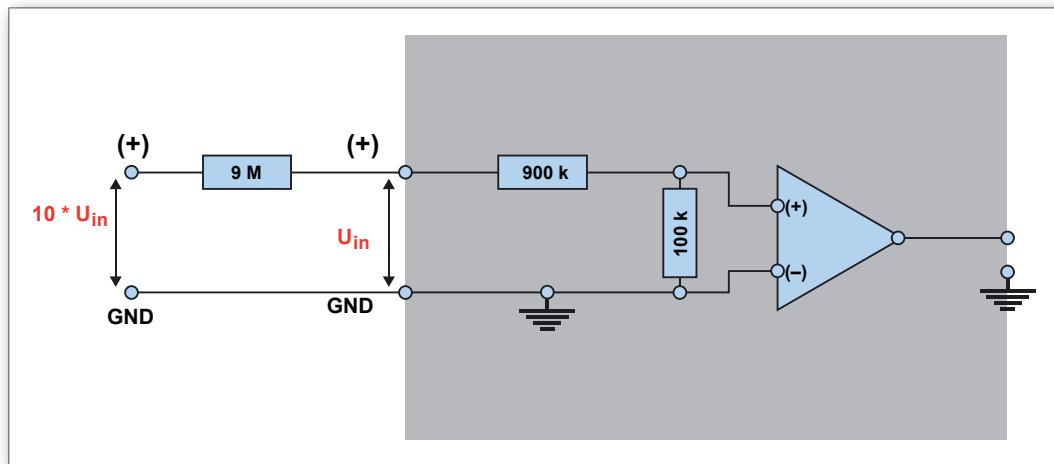 (+)
(+)
9 M
900 k
10 * Uin
Uin
100 k
(+)
(–)
GND
GND